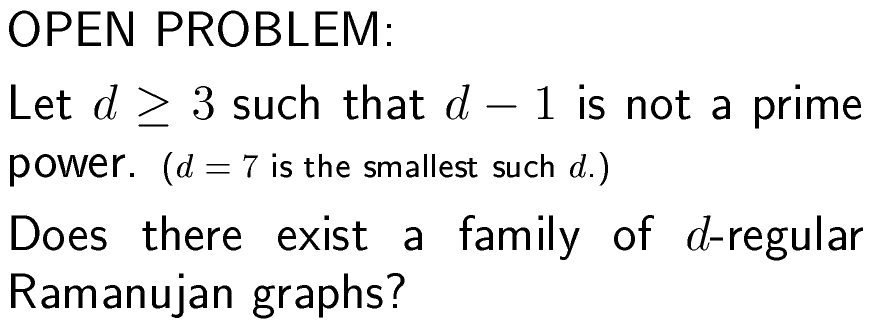 OPEN PROBLEM:
Let d ≥ 3 such that d − 1 is not a prime
power. (d = 7 is the smallest such d.)
Does there exist a family of d-regular
Ramanujan graphs?